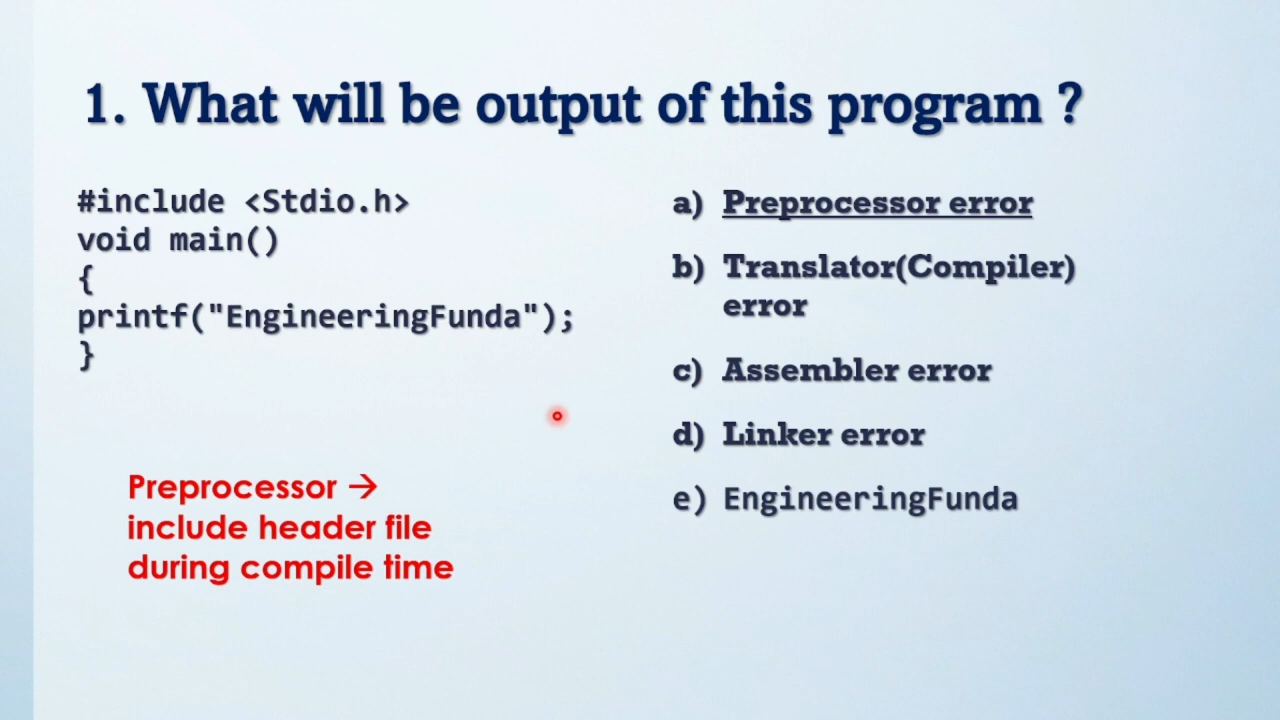 1. What will be output of this program ?
#include <Stdio.h>
void main()
{
printf("EngineeringFunda");
}
Preprocessor →
include header file
during compile time
a) Preprocessor error
b) Translator(Compiler)
error
c) Assembler error
d) Linker error
e) EngineeringFunda